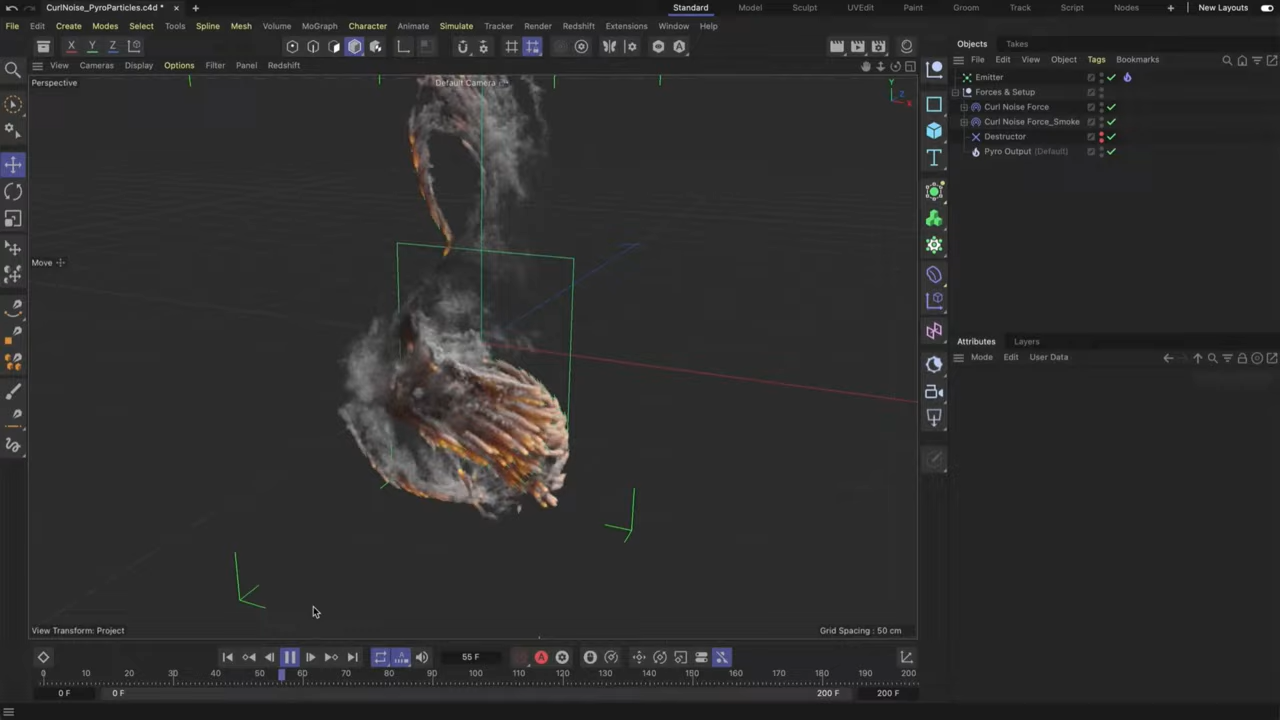 CurlNoise_PyroParticles.c4d *
Standard Model Sculpt UVEdit Paint Groom Track Script Nodes New Layouts
File Edit Create Modes Select Tools Spline Mesh Volume MoGraph Character Animate Simulate Tracker Render Redshift Extensions Window Help
X Y Z
Objects Takes
View Cameras Display Options Filter Panel Redshift
File Edit View Object Tags Bookmarks
Perspective
Default Camera
Y
Z
X
Emitter
Forces & Setup
Curl Noise Force
Curl Noise Force_Smoke
Destructor
Pyro Output (Default)
Move
Attributes Layers
Mode Edit User Data
View Transform: Project
Grid Spacing : 50 cm
55 F
0 10 20 30 40 50 60 70 80 90 100 110 120 130 140 150 160 170 180 190 200
0 F 0 F 200 F 200 F